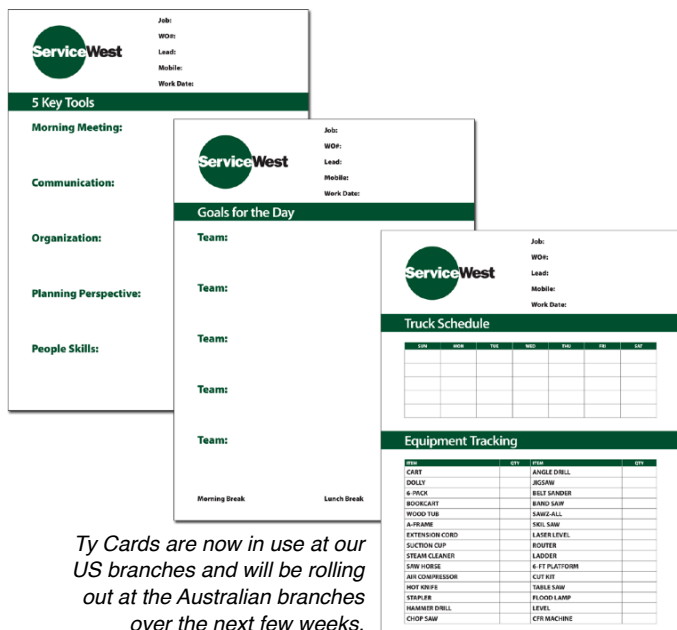 Job:
WO#:
Lead:
Mobile:
Work Date:
ServiceWest
5 Key Tools
Morning Meeting:
Communication:
Organization:
Planning Perspective:
People Skills:
Job:
WO#:
Lead:
Mobile:
Work Date:
ServiceWest
Goals for the Day
Team:
Team:
Team:
Team:
Team:
Morning Break Lunch Break
Job:
WO#:
Lead:
Mobile:
Work Date:
ServiceWest
Truck Schedule
SUN MON TUE WED THU FRI SAT
Equipment Tracking
ITEM QTY ITEM QTY
CART ANGLE DRILL
DOLLY JIGSAW
6-PACK BELT SANDER
BOOKCART BAND SAW
WOOD TUB SAWZ-ALL
A-FRAME SKIL SAW
EXTENSION CORD LASER LEVEL
SUCTION CUP ROUTER
STEAM CLEANER LADDER
SAW HORSE 6-FT PLATFORM
AIR COMPRESSOR CUT KIT
HOT KNIFE TABLE SAW
STAPLER FLOOD LAMP
HAMMER DRILL LEVEL
CHOP SAW CFR MACHINE
Ty Cards are now in use at our
US branches and will be rolling
out at the Australian branches
over the next few weeks.